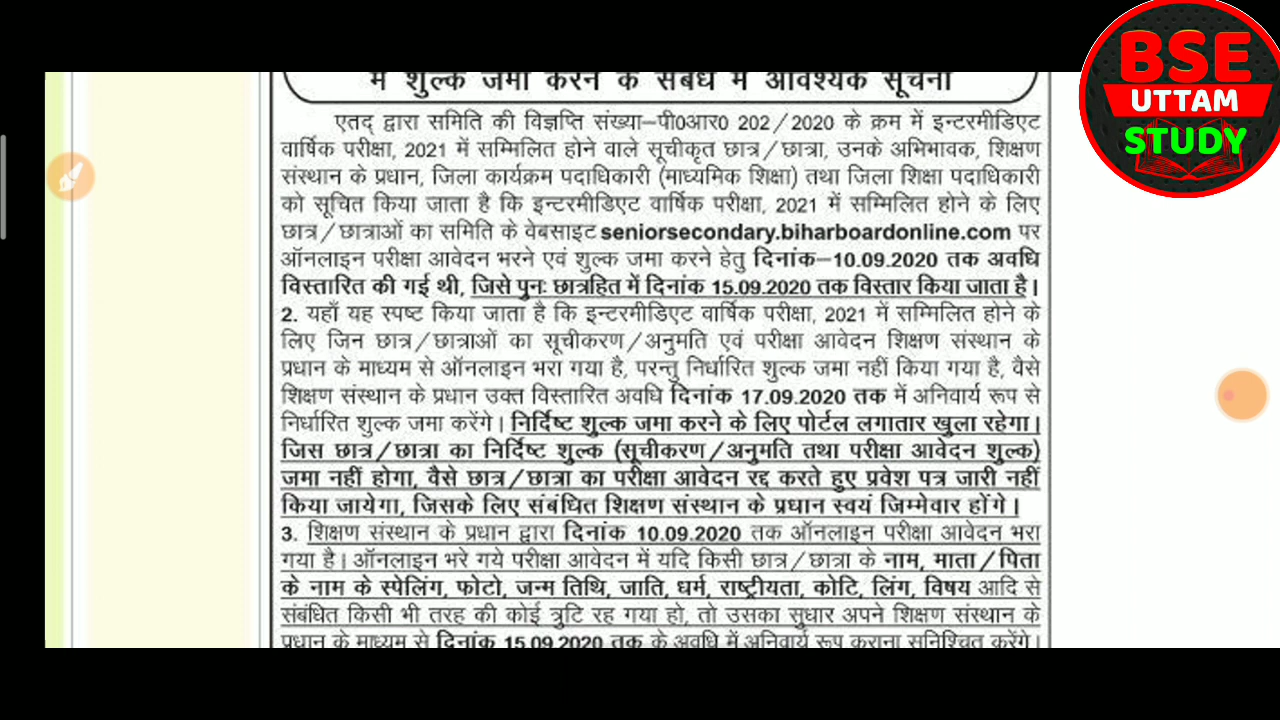 में शुल्क जमा करने के संबंध में आवश्यक सूचना
एतद् द्वारा समिति की विज्ञप्ति संख्या–पी0आर0 202/2020 के क्रम में इन्टरमीडिएट
वार्षिक परीक्षा, 2021 में सम्मिलित होने वाले सूचीकृत छात्र/छात्रा, उनके अभिभावक, शिक्षण
संस्थान के प्रधान, जिला कार्यक्रम पदाधिकारी (माध्यमिक शिक्षा) तथा जिला शिक्षा पदाधिकारी
को सूचित किया जाता है कि इन्टरमीडिएट वार्षिक परीक्षा, 2021 में सम्मिलित होने के लिए
छात्र/छात्राओं का समिति के वेबसाइट seniorsecondary.biharboardonline.com पर
ऑनलाइन परीक्षा आवेदन भरने एवं शुल्क जमा करने हेतु दिनांक–10.09.2020 तक अवधि
विस्तारित की गई थी, जिसे पुनः छात्रहित में दिनांक 15.09.2020 तक विस्तार किया जाता है।
2. यहाँ यह स्पष्ट किया जाता है कि इन्टरमीडिएट वार्षिक परीक्षा, 2021 में सम्मिलित होने के
लिए जिन छात्र/छात्राओं का सूचीकरण/अनुमति एवं परीक्षा आवेदन शिक्षण संस्थान के
प्रधान के माध्यम से ऑनलाइन भरा गया है, परन्तु निर्धारित शुल्क जमा नहीं किया गया है, वैसे
शिक्षण संस्थान के प्रधान उक्त विस्तारित अवधि दिनांक 17.09.2020 तक में अनिवार्य रूप से
निर्धारित शुल्क जमा करेंगे। निर्दिष्ट शुल्क जमा करने के लिए पोर्टल लगातार खुला रहेगा।
जिस छात्र/छात्रा का निर्दिष्ट शुल्क (सूचीकरण/अनुमति तथा परीक्षा आवेदन शुल्क)
जमा नहीं होगा, वैसे छात्र/छात्रा का परीक्षा आवेदन रद्द करते हुए प्रवेश पत्र जारी नहीं
किया जायेगा, जिसके लिए संबंधित शिक्षण संस्थान के प्रधान स्वयं जिम्मेवार होंगे।
3. शिक्षण संस्थान के प्रधान द्वारा दिनांक 10.09.2020 तक ऑनलाइन परीक्षा आवेदन भरा
गया है। ऑनलाइन भरे गये परीक्षा आवेदन में यदि किसी छात्र/छात्रा के नाम, माता/पिता
के नाम के स्पेलिंग, फोटो, जन्म तिथि, जाति, धर्म, राष्ट्रीयता, कोटि, लिंग, विषय आदि से
संबंधित किसी भी तरह की कोई त्रुटि रह गया हो, तो उसका सुधार अपने शिक्षण संस्थान के
प्रधान के माध्यम से दिनांक 15.09.2020 तक के अवधि में अनिवार्य रूप कराना सुनिश्चित करेंगे।
BSE
UTTAM
STUDY